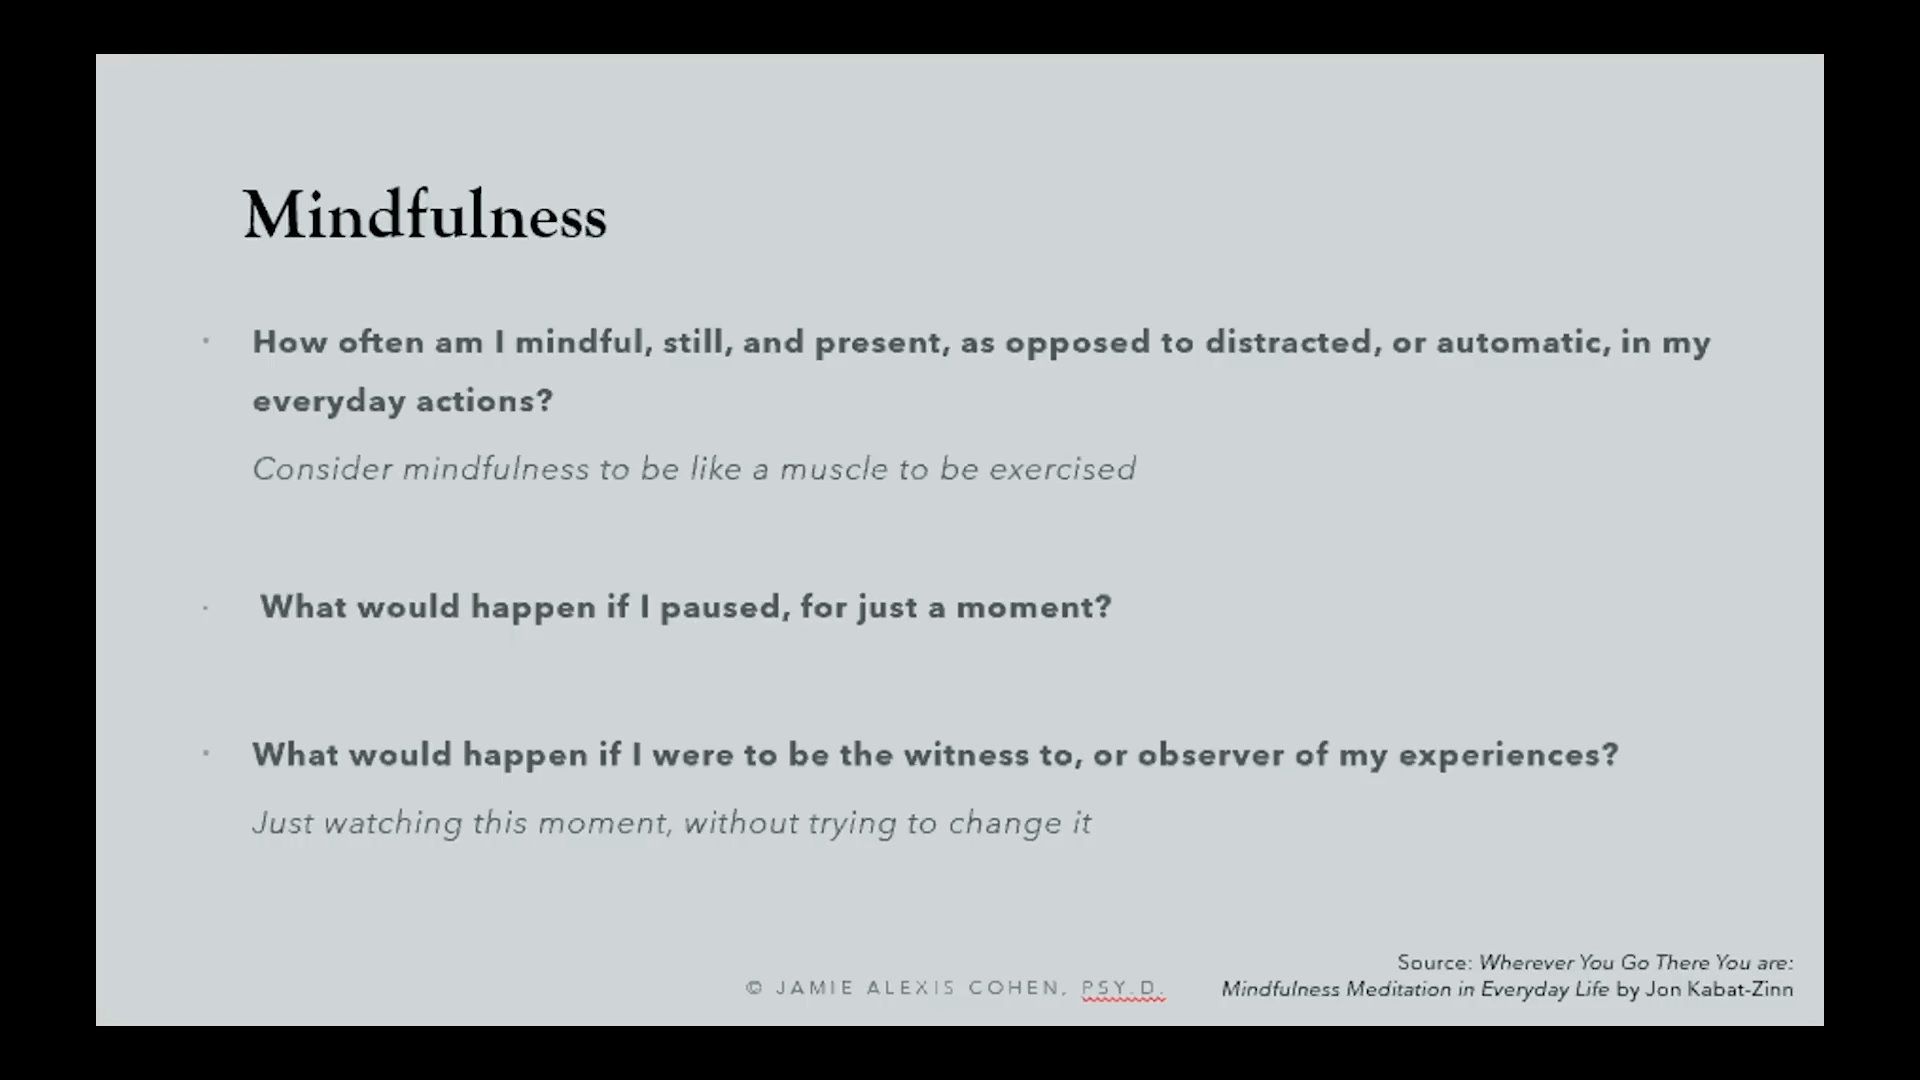 Mindfulness
· How often am I mindful, still, and present, as opposed to distracted, or automatic, in my
everyday actions?
Consider mindfulness to be like a muscle to be exercised
· What would happen if I paused, for just a moment?
· What would happen if I were to be the witness to, or observer of my experiences?
Just watching this moment, without trying to change it
© JAMIE ALEXIS COHEN, PSY.D.
Source: Wherever You Go There You are:
Mindfulness Meditation in Everyday Life by Jon Kabat-Zinn